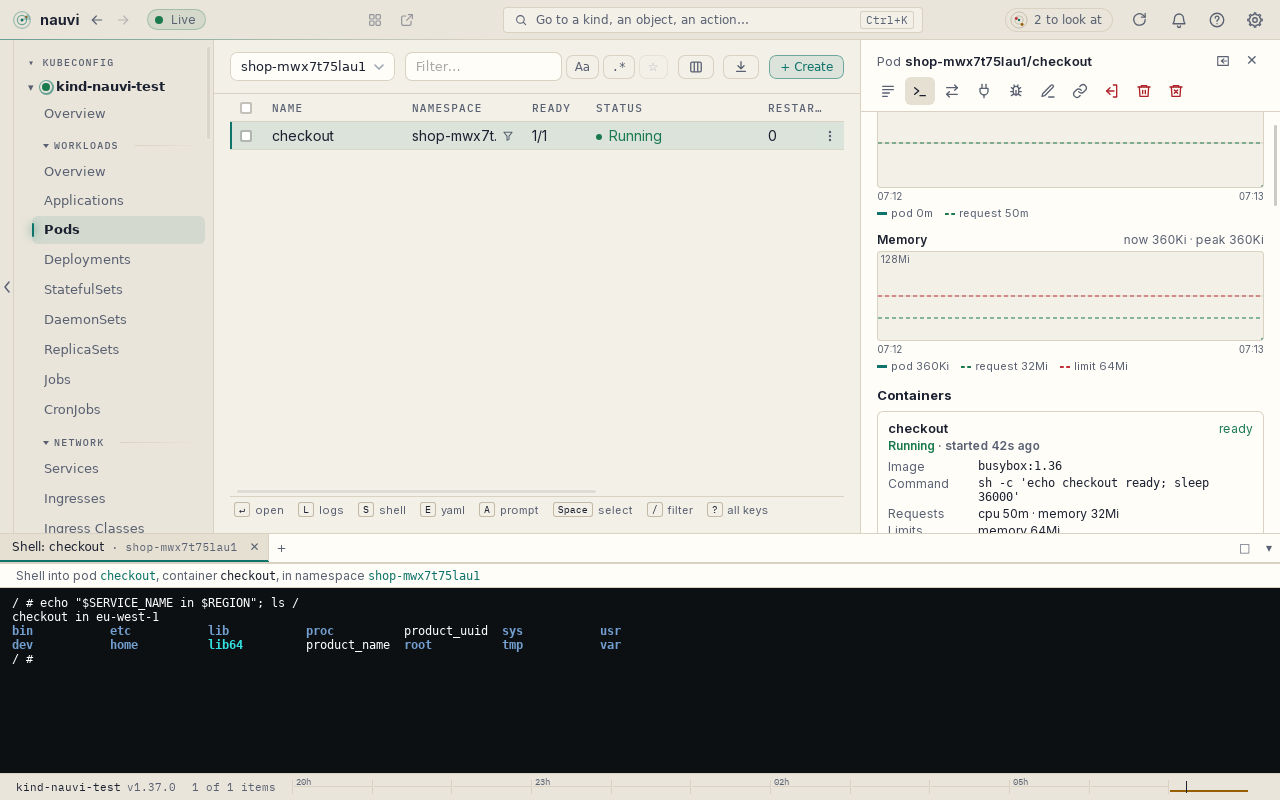 nauvi
Live
Go to a kind, an object, an action...
Ctrl+K
2 to look at
KUBECONFIG
kind-nauvi-test
Overview
WORKLOADS
Overview
Applications
Pods
Deployments
StatefulSets
DaemonSets
ReplicaSets
Jobs
CronJobs
NETWORK
Services
Ingresses
Ingress Classes
shop-mwx7t75lau1
Filter...
Aa
.*
+ Create
NAME NAMESPACE READY STATUS RESTAR...
checkout shop-mwx7t. 1/1 Running 0
↵ open L logs S shell E yaml A prompt Space select / filter ? all keys
Pod shop-mwx7t75lau1/checkout
07:12 07:13
pod 0m request 50m
Memory now 360Ki · peak 360Ki
128Mi
07:12 07:13
pod 360Ki request 32Mi limit 64Mi
Containers
checkout ready
Running · started 42s ago
Image busybox:1.36
Command sh -c 'echo checkout ready; sleep
36000'
Requests cpu 50m · memory 32Mi
Limits memory 64Mi
Shell: checkout · shop-mwx7t75lau1 ✕ +
Shell into pod checkout, container checkout, in namespace shop-mwx7t75lau1
/ # echo "$SERVICE_NAME in $REGION"; ls /
checkout in eu-west-1
bin etc lib proc product_uuid sys usr
dev home lib64 product_name root tmp var
/ #
kind-nauvi-test v1.37.0 1 of 1 items
20h 23h 02h 05h